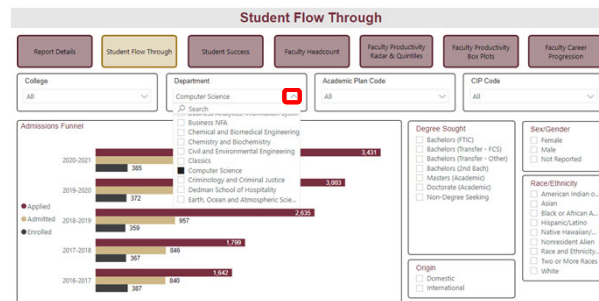 Student Flow Through
Report Details
Student Flow Through
Student Success
Faculty Headcount
Faculty Productivity
Radar & Quintiles
Faculty Productivity
Box Plots
Faculty Career
Progression
College
All
Department
Computer Science
Academic Plan Code
All
CIP Code
All
Search
Business NFA
Chemical and Biomedical Engineering
Chemistry and Biochemistry
Civil and Environmental Engineering
Classics
Computer Science
Criminology and Criminal Justice
Dedman School of Hospitality
Earth, Ocean and Atmospheric Scie...
Admissions Funnel
Applied
Admitted
Enrolled
2020-2021
3,431
385
2019-2020
3,083
372
2018-2019
2,635
957
359
2017-2018
1,799
846
367
2016-2017
1,642
840
387
Degree Sought
Bachelors (FTIC)
Bachelors (Transfer - FCS)
Bachelors (Transfer - Other)
Bachelors (2nd Bach)
Masters (Academic)
Doctorate (Academic)
Non-Degree Seeking
Origin
Domestic
International
Sex/Gender
Female
Male
Not Reported
Race/Ethnicity
American Indian o...
Asian
Black or African A...
Hispanic/Latino
Native Hawaiian/...
Nonresident Alien
Race and Ethnicity...
Two or More Races
White